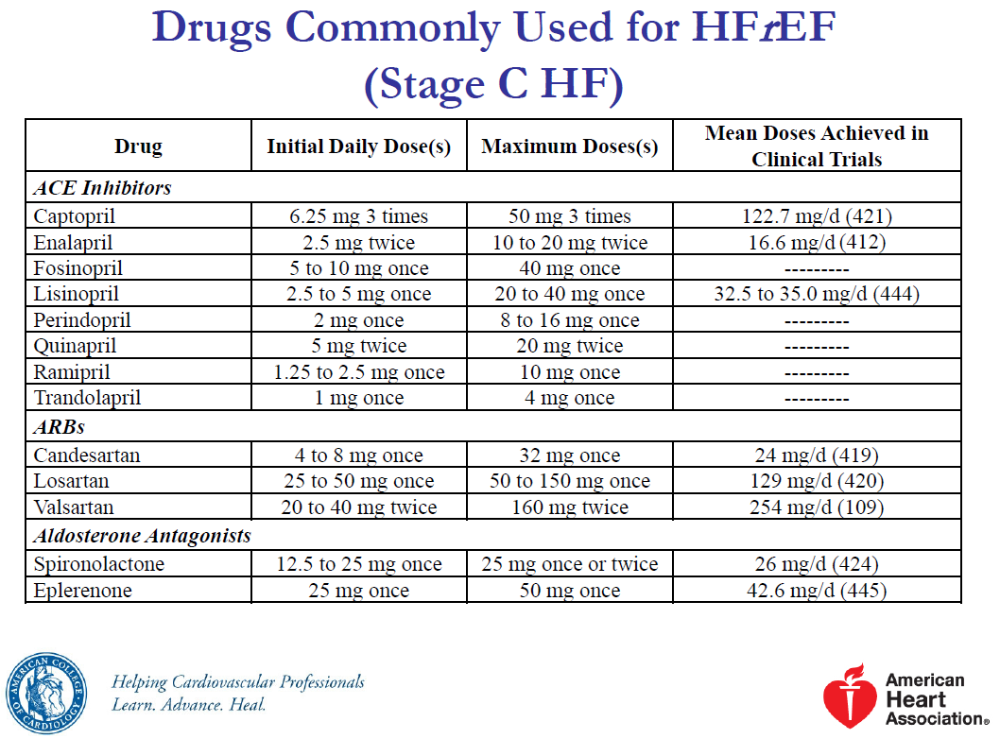 Drugs Commonly Used for HFrEF
(Stage C HF)
Drug Initial Daily Dose(s) Maximum Doses(s) Mean Doses Achieved in
Clinical Trials
ACE Inhibitors
Captopril 6.25 mg 3 times 50 mg 3 times 122.7 mg/d (421)
Enalapril 2.5 mg twice 10 to 20 mg twice 16.6 mg/d (412)
Fosinopril 5 to 10 mg once 40 mg once ---------
Lisinopril 2.5 to 5 mg once 20 to 40 mg once 32.5 to 35.0 mg/d (444)
Perindopril 2 mg once 8 to 16 mg once ---------
Quinapril 5 mg twice 20 mg twice ---------
Ramipril 1.25 to 2.5 mg once 10 mg once ---------
Trandolapril 1 mg once 4 mg once ---------
ARBs
Candesartan 4 to 8 mg once 32 mg once 24 mg/d (419)
Losartan 25 to 50 mg once 50 to 150 mg once 129 mg/d (420)
Valsartan 20 to 40 mg twice 160 mg twice 254 mg/d (109)
Aldosterone Antagonists
Spironolactone 12.5 to 25 mg once 25 mg once or twice 26 mg/d (424)
Eplerenone 25 mg once 50 mg once 42.6 mg/d (445)
AMERICAN COLLEGE OF CARDIOLOGY
Helping Cardiovascular Professionals
Learn. Advance. Heal.
American
Heart
Association®